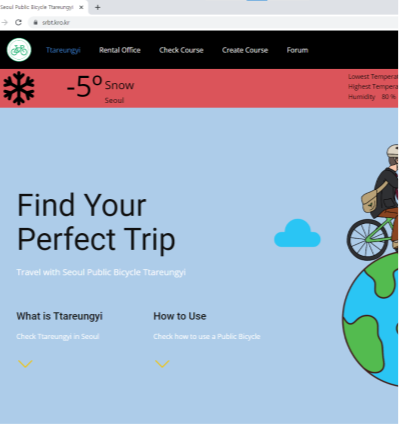 Seoul Public Bicycle Ttareungyi
srbt.kro.kr
Ttareungyi Rental Office Check Course Create Course Forum
-5° Snow
Seoul
Lowest Tempera
Highest Tempera
Humidity 80 %
Find Your
Perfect Trip
Travel with Seoul Public Bicycle Ttareungyi
What is Ttareungyi How to Use
Check Ttareungyi in Seoul Check how to use a Public Bicycle